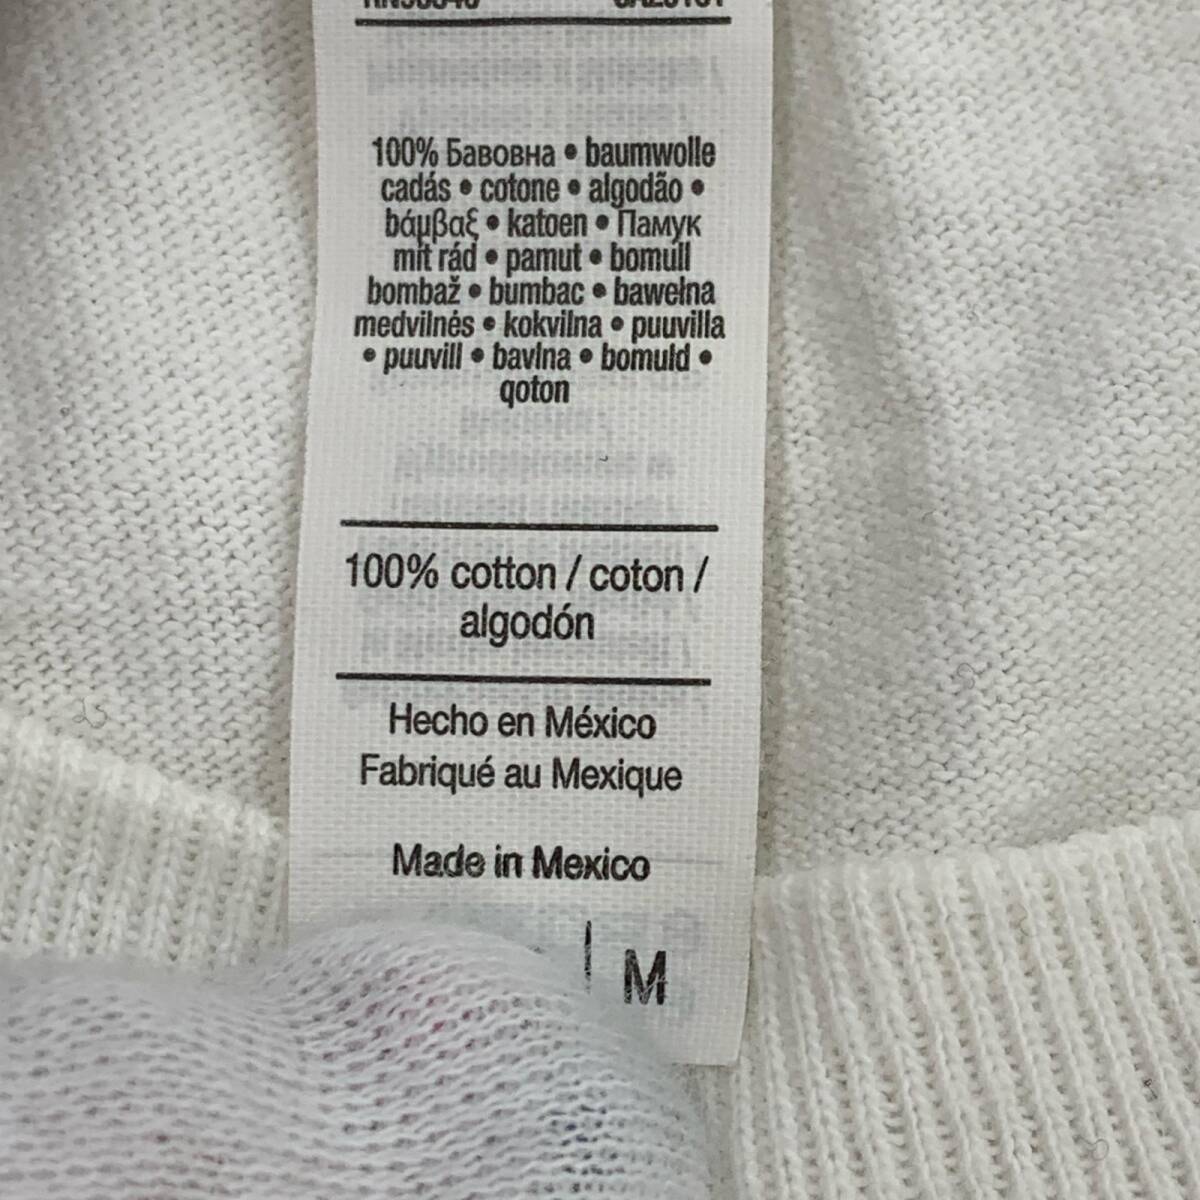 100% Бавовна • baumwolle
cadás • cotone • algodão •
βάμβαξ • katoen • Памук
mit rád • pamut • bomull
bombaž • bumbac • bawełna
medvilnės • kokvilna • puuvilla
• puuvill • bavlna • bomuld •
qoton
100% cotton / coton /
algodón
Hecho en México
Fabriqué au Mexique
Made in Mexico
M